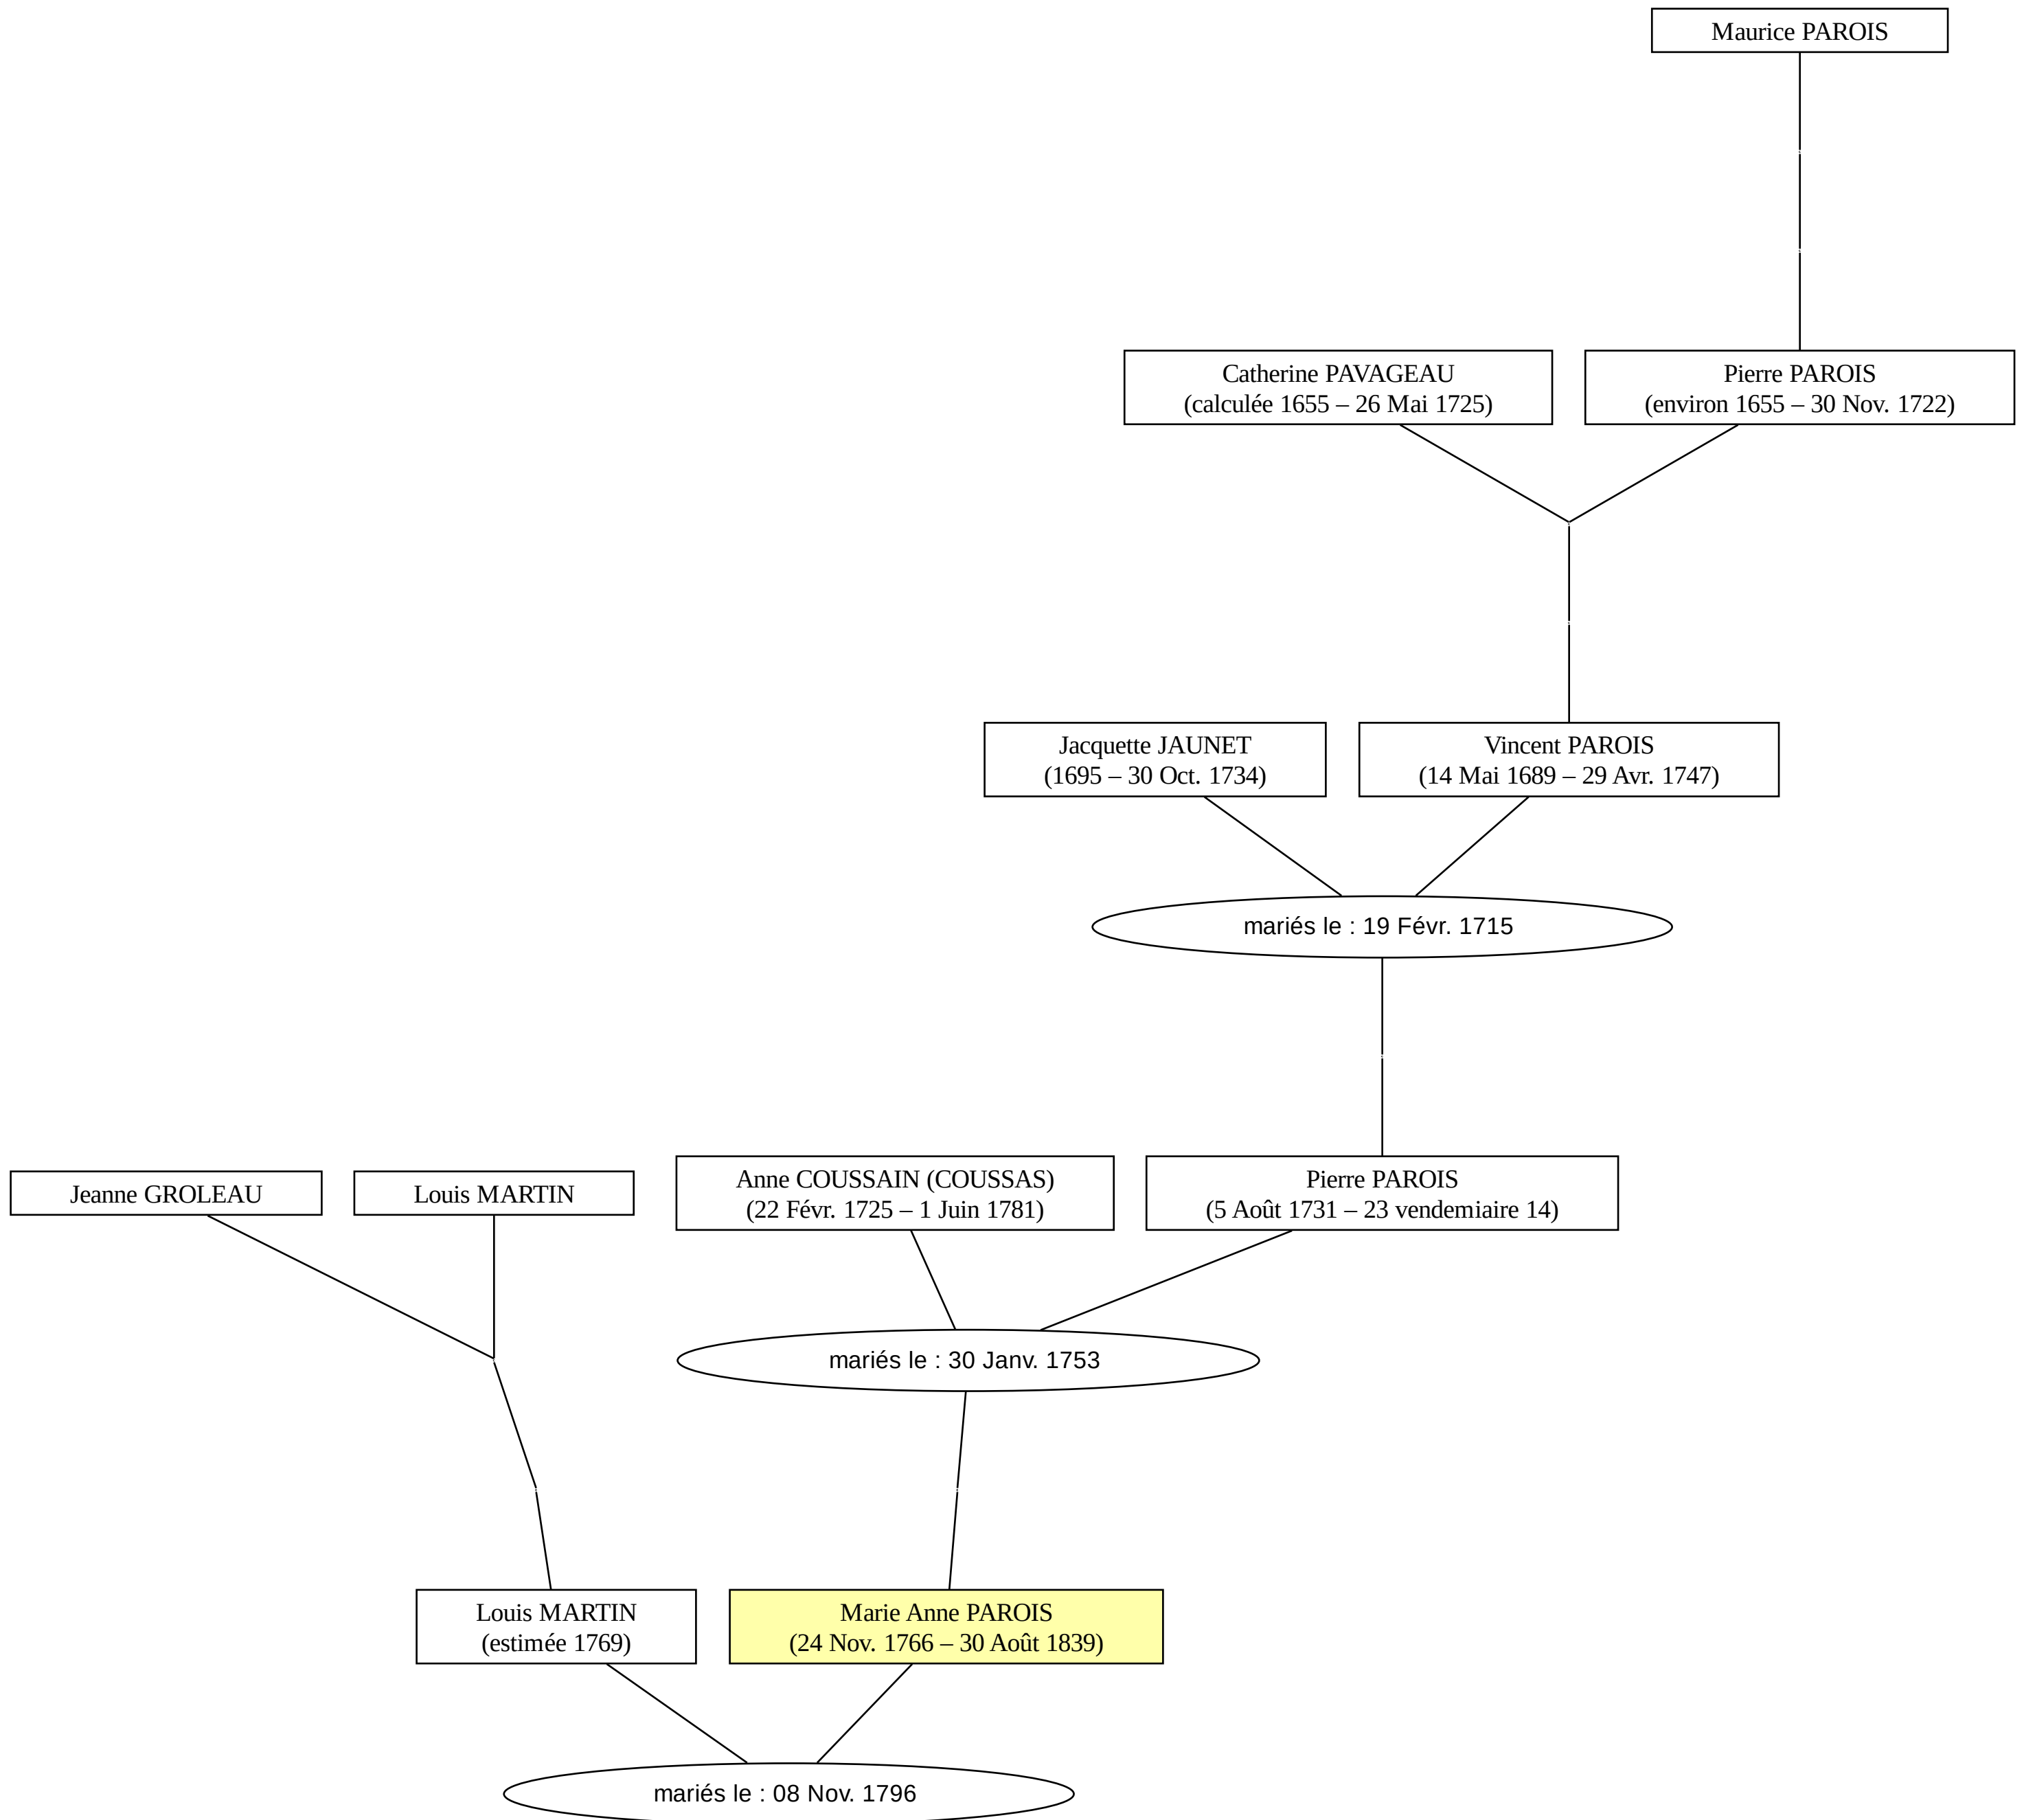 Maurice PAROIS
Catherine PAVAGEAU
(calculée 1655 – 26 Mai 1725)
Pierre PAROIS
(environ 1655 – 30 Nov. 1722)
Jacquette JAUNET
(1695 – 30 Oct. 1734)
Vincent PAROIS
(14 Mai 1689 – 29 Avr. 1747)
mariés le : 19 Févr. 1715
Jeanne GROLEAU
Louis MARTIN
Anne COUSSAIN (COUSSAS)
(22 Févr. 1725 – 1 Juin 1781)
Pierre PAROIS
(5 Août 1731 – 23 vendemiaire 14)
mariés le : 30 Janv. 1753
Louis MARTIN
(estimée 1769)
Marie Anne PAROIS
(24 Nov. 1766 – 30 Août 1839)
mariés le : 08 Nov. 1796